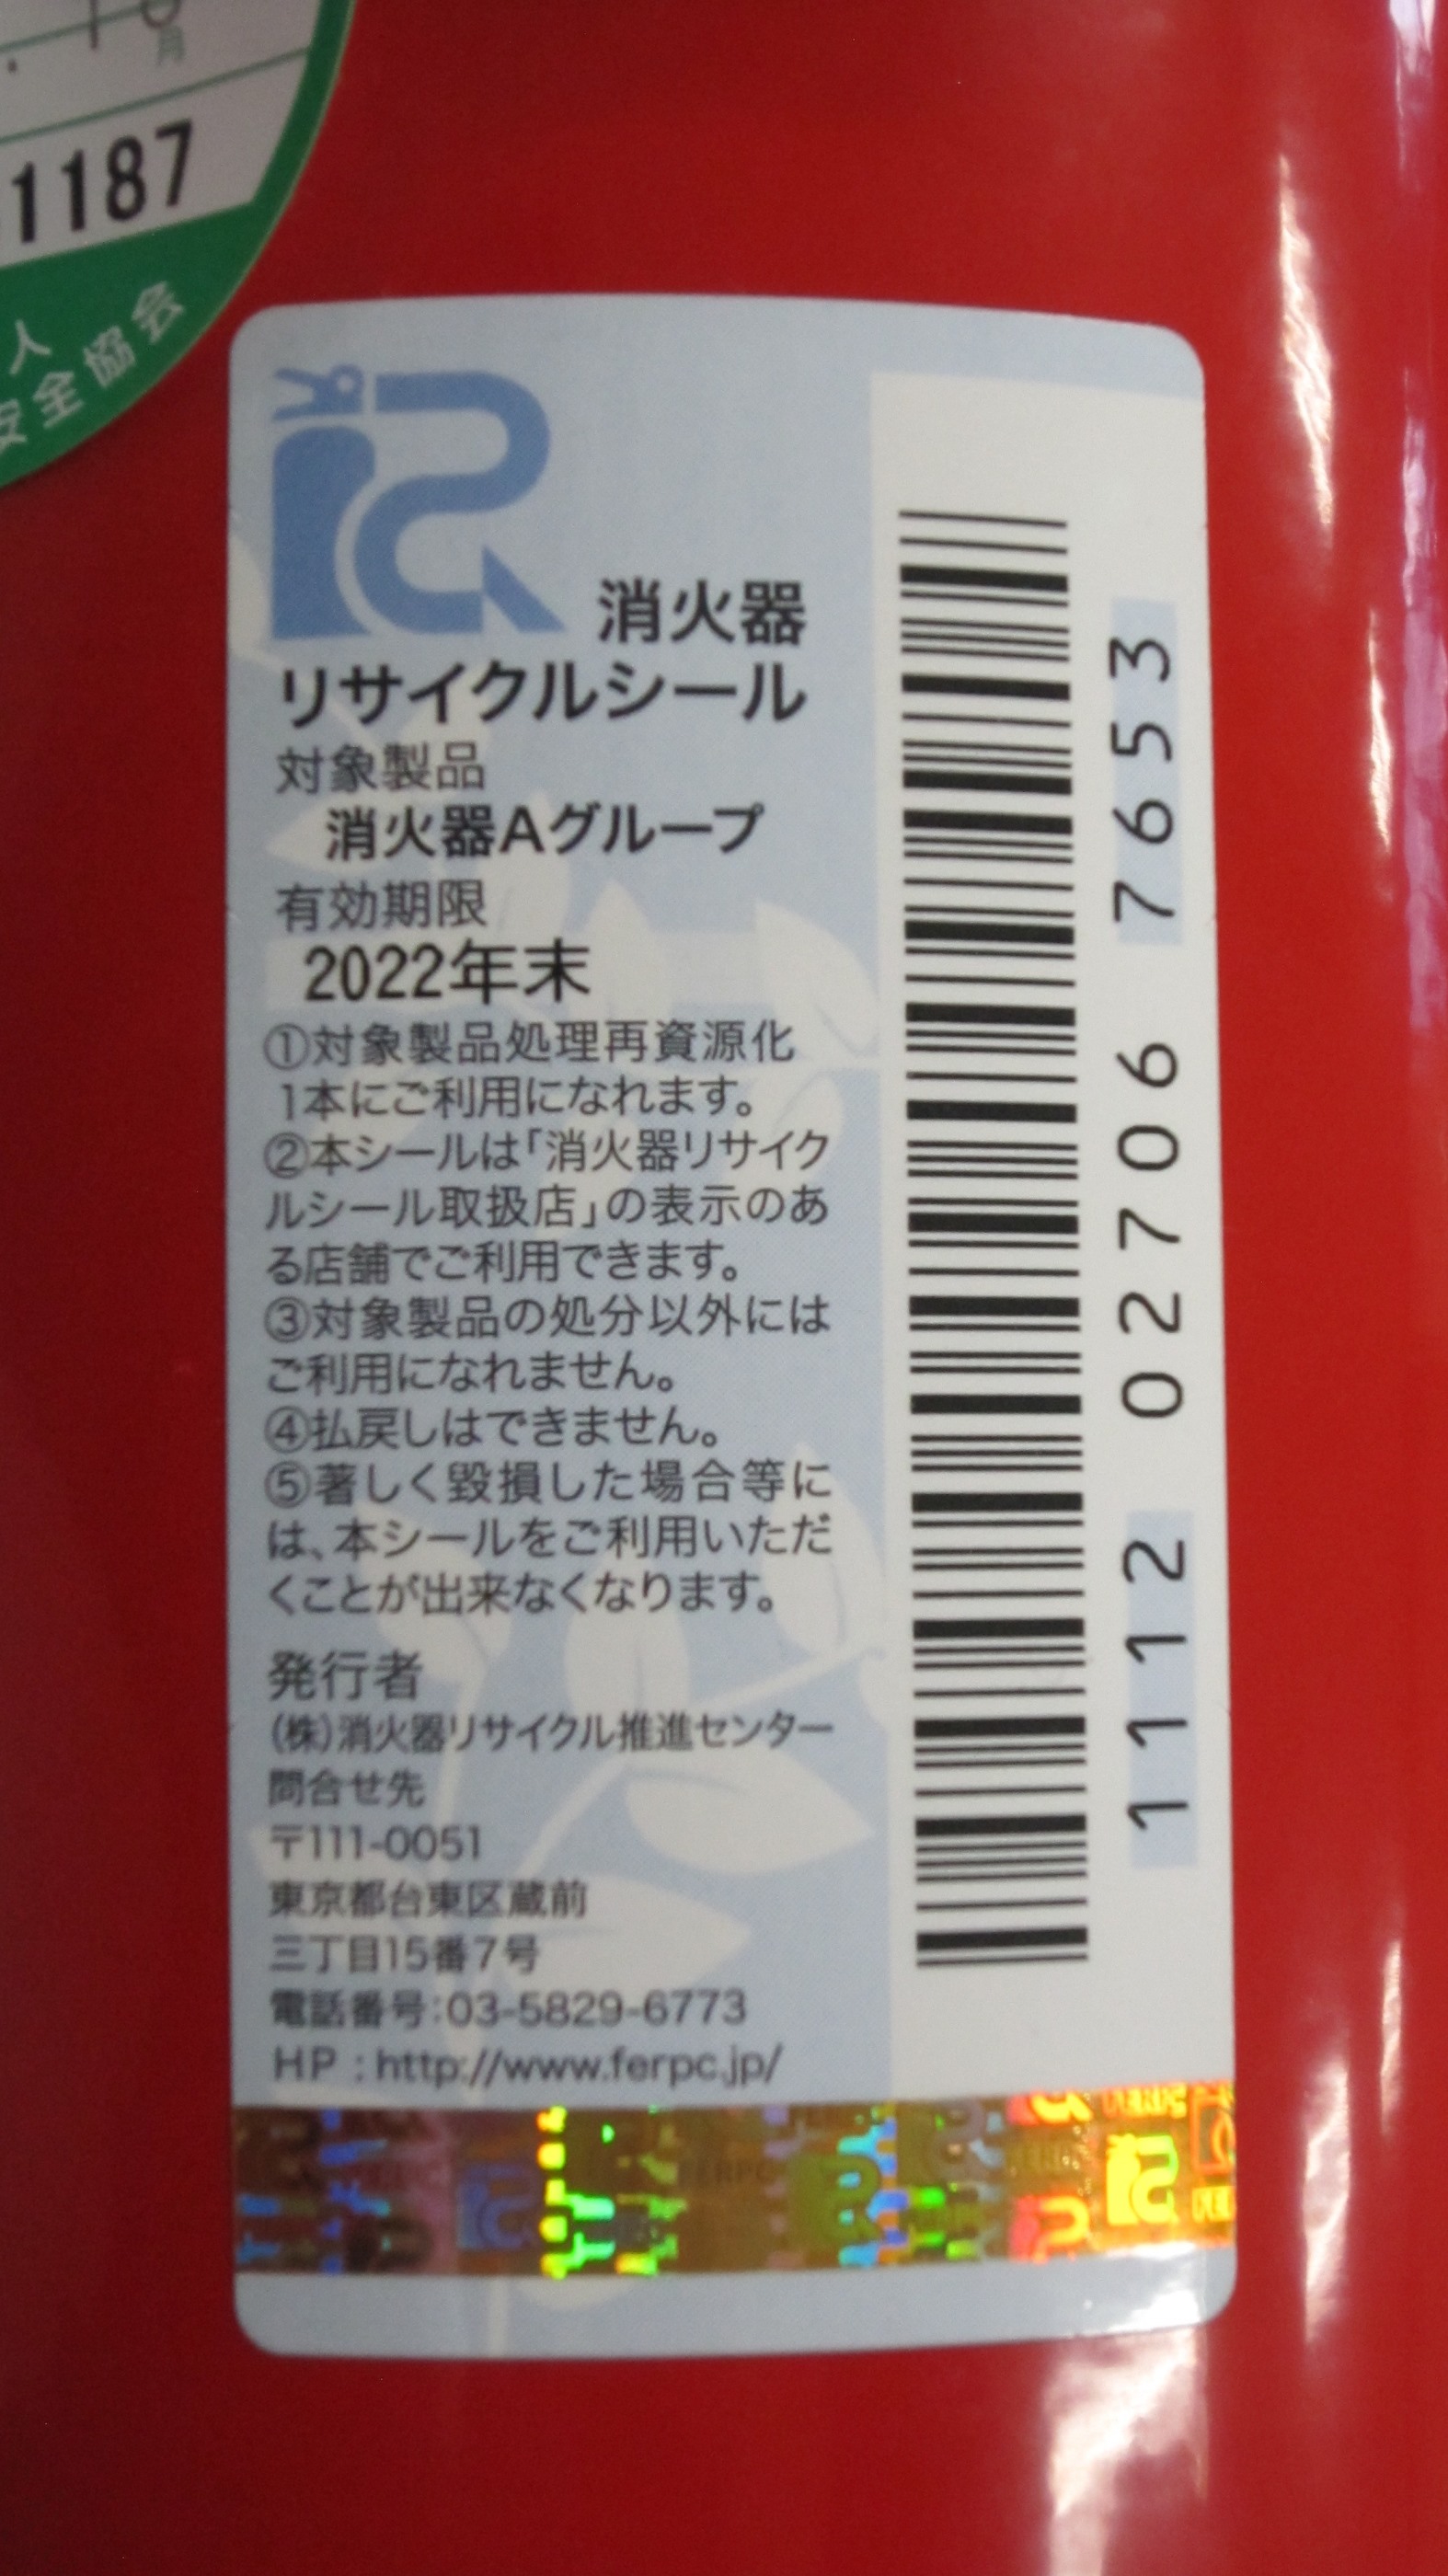 月
1187
人
安全協会
消火器
リサイクルシール
対象製品
消火器Aグループ
有効期限
2022年末
①対象製品処理再資源化
1本にご利用になれます。
②本シールは「消火器リサイク
ルシール取扱店」の表示のあ
る店舗でご利用できます。
③対象製品の処分以外には
ご利用になれません。
④払戻しはできません。
⑤著しく毀損した場合等に
は、本シールをご利用いただ
くことが出来なくなります。
発行者
(株)消火器リサイクル推進センター
問合せ先
〒111-0051
東京都台東区蔵前
三丁目15番7号
電話番号:03-5829-6773
HP : http://www.ferpc.jp/
1112 02706 7653
FERPC